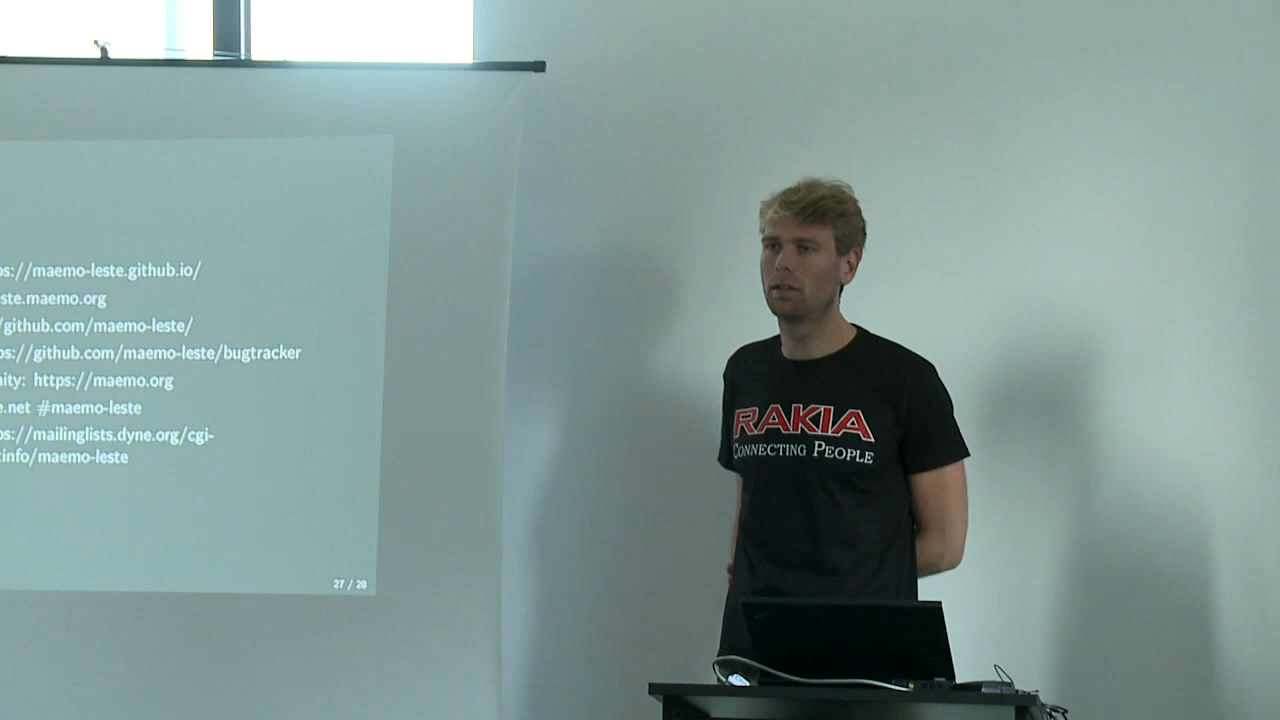 ps://maemo-leste.github.io/
ste.maemo.org
/github.com/maemo-leste/
ps://github.com/maemo-leste/bugtracker
nity: https://maemo.org
e.net #maemo-leste
ps://mailinglists.dyne.org/cgi-
tinfo/maemo-leste
27 / 28
RAKIA
CONNECTING PEOPLE